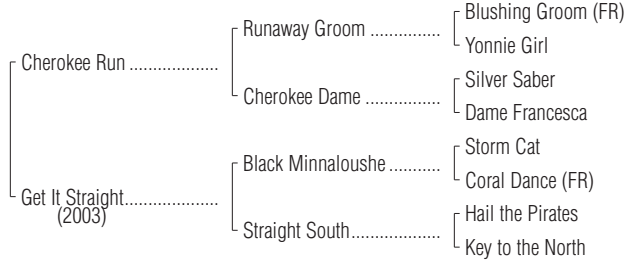 Blushing Groom (FR)
Runaway Groom ...............
Yonnie Girl
Cherokee Run ...................
Silver Saber
Cherokee Dame ................
Dame Francesca
Storm Cat
Black Minnaloushe ...........
Coral Dance (FR)
Get It Straight....................
(2003)
Hail the Pirates
Straight South...................
Key to the North